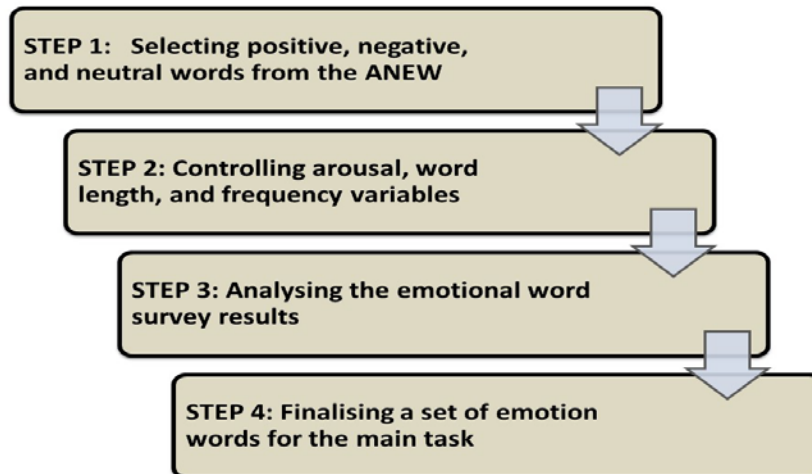 STEP 1:   Selecting positive, negative,
and neutral words from the ANEW
STEP 2: Controlling arousal, word
length, and frequency variables
STEP 3: Analysing the emotional word
survey results
STEP 4: Finalising a set of emotion
words for the main task